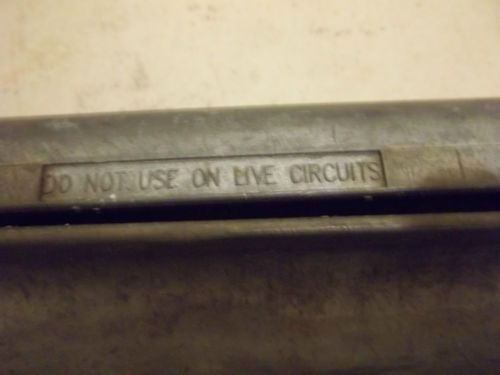 DO NOT USE ON LIVE CIRCUITS